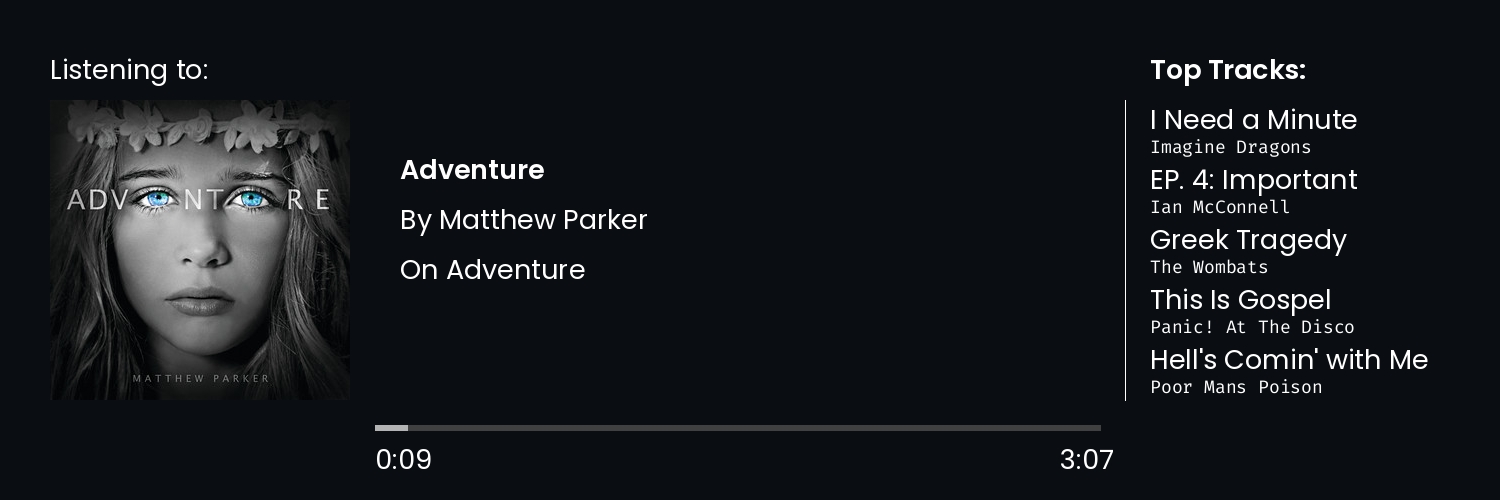 Listening to:
ADVENTURE
MATTHEW PARKER
Adventure
By Matthew Parker
On Adventure
0:09
3:07
Top Tracks:
I Need a Minute
Imagine Dragons
EP. 4: Important
Ian McConnell
Greek Tragedy
The Wombats
This Is Gospel
Panic! At The Disco
Hell's Comin' with Me
Poor Mans Poison